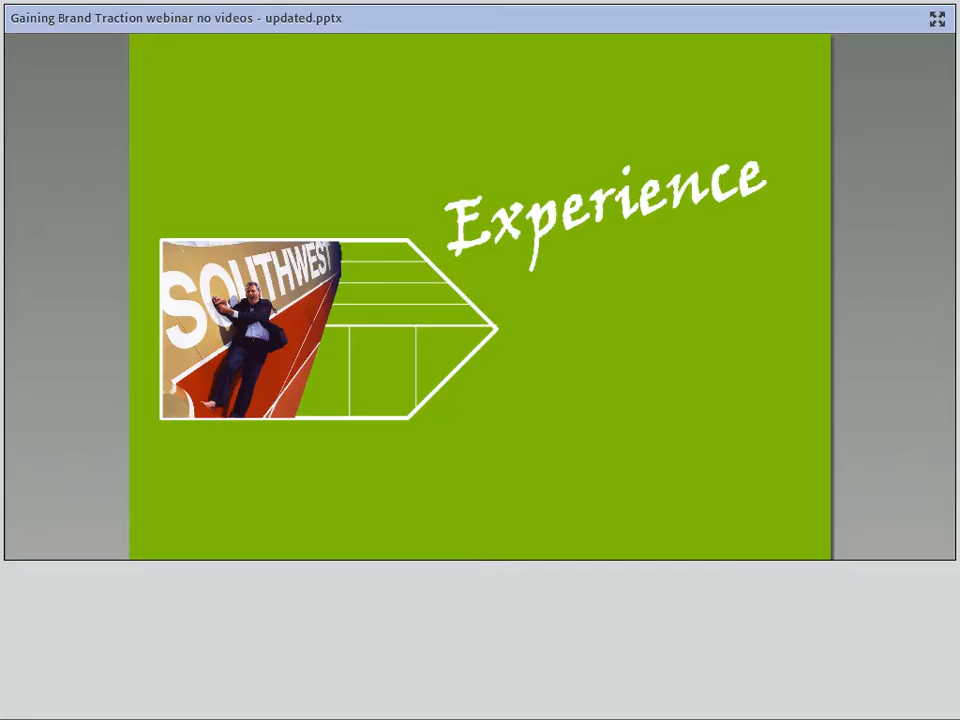 Gaining Brand Traction webinar no videos - updated.pptx
Experience
SOUTHWEST